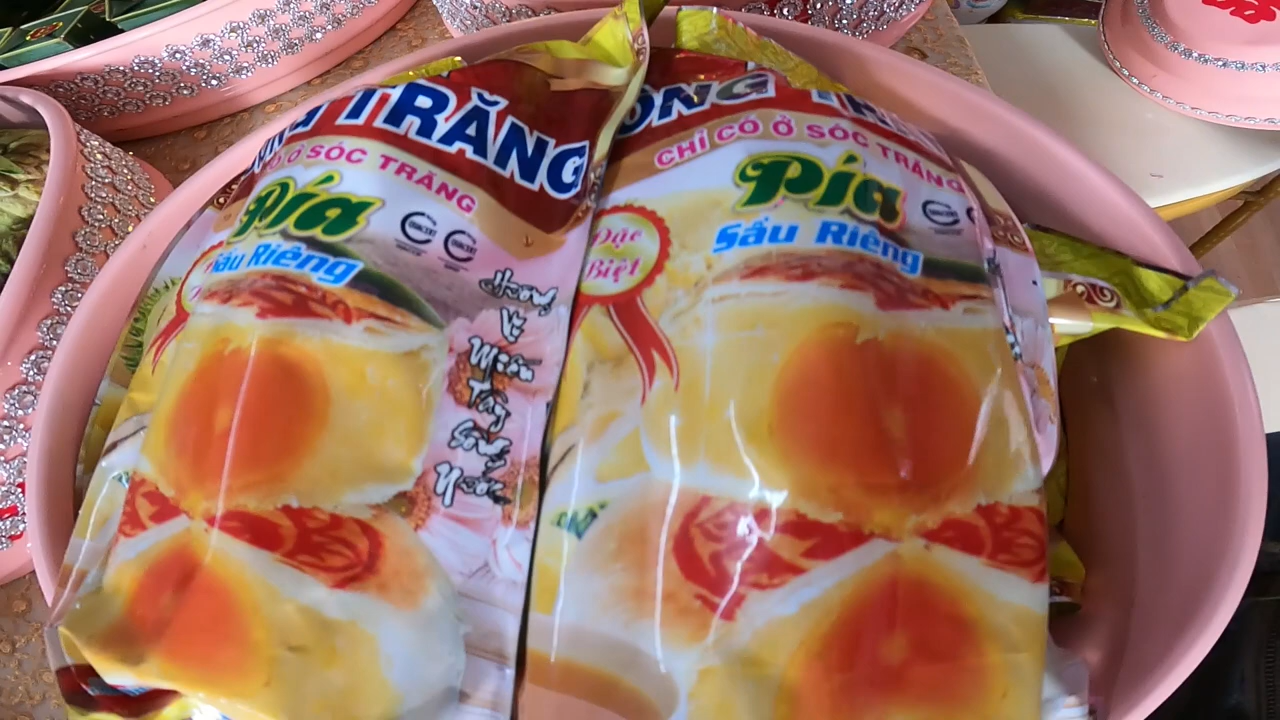 TRĂNG
Ở SÓC TRĂNG
Pía
Sầu Riêng
Hương
Vị
Miền
Tây
Sông
Nước
CHỈ CÓ Ở SÓC TRĂNG
Pía
Sầu Riêng
Đặc
Biệt